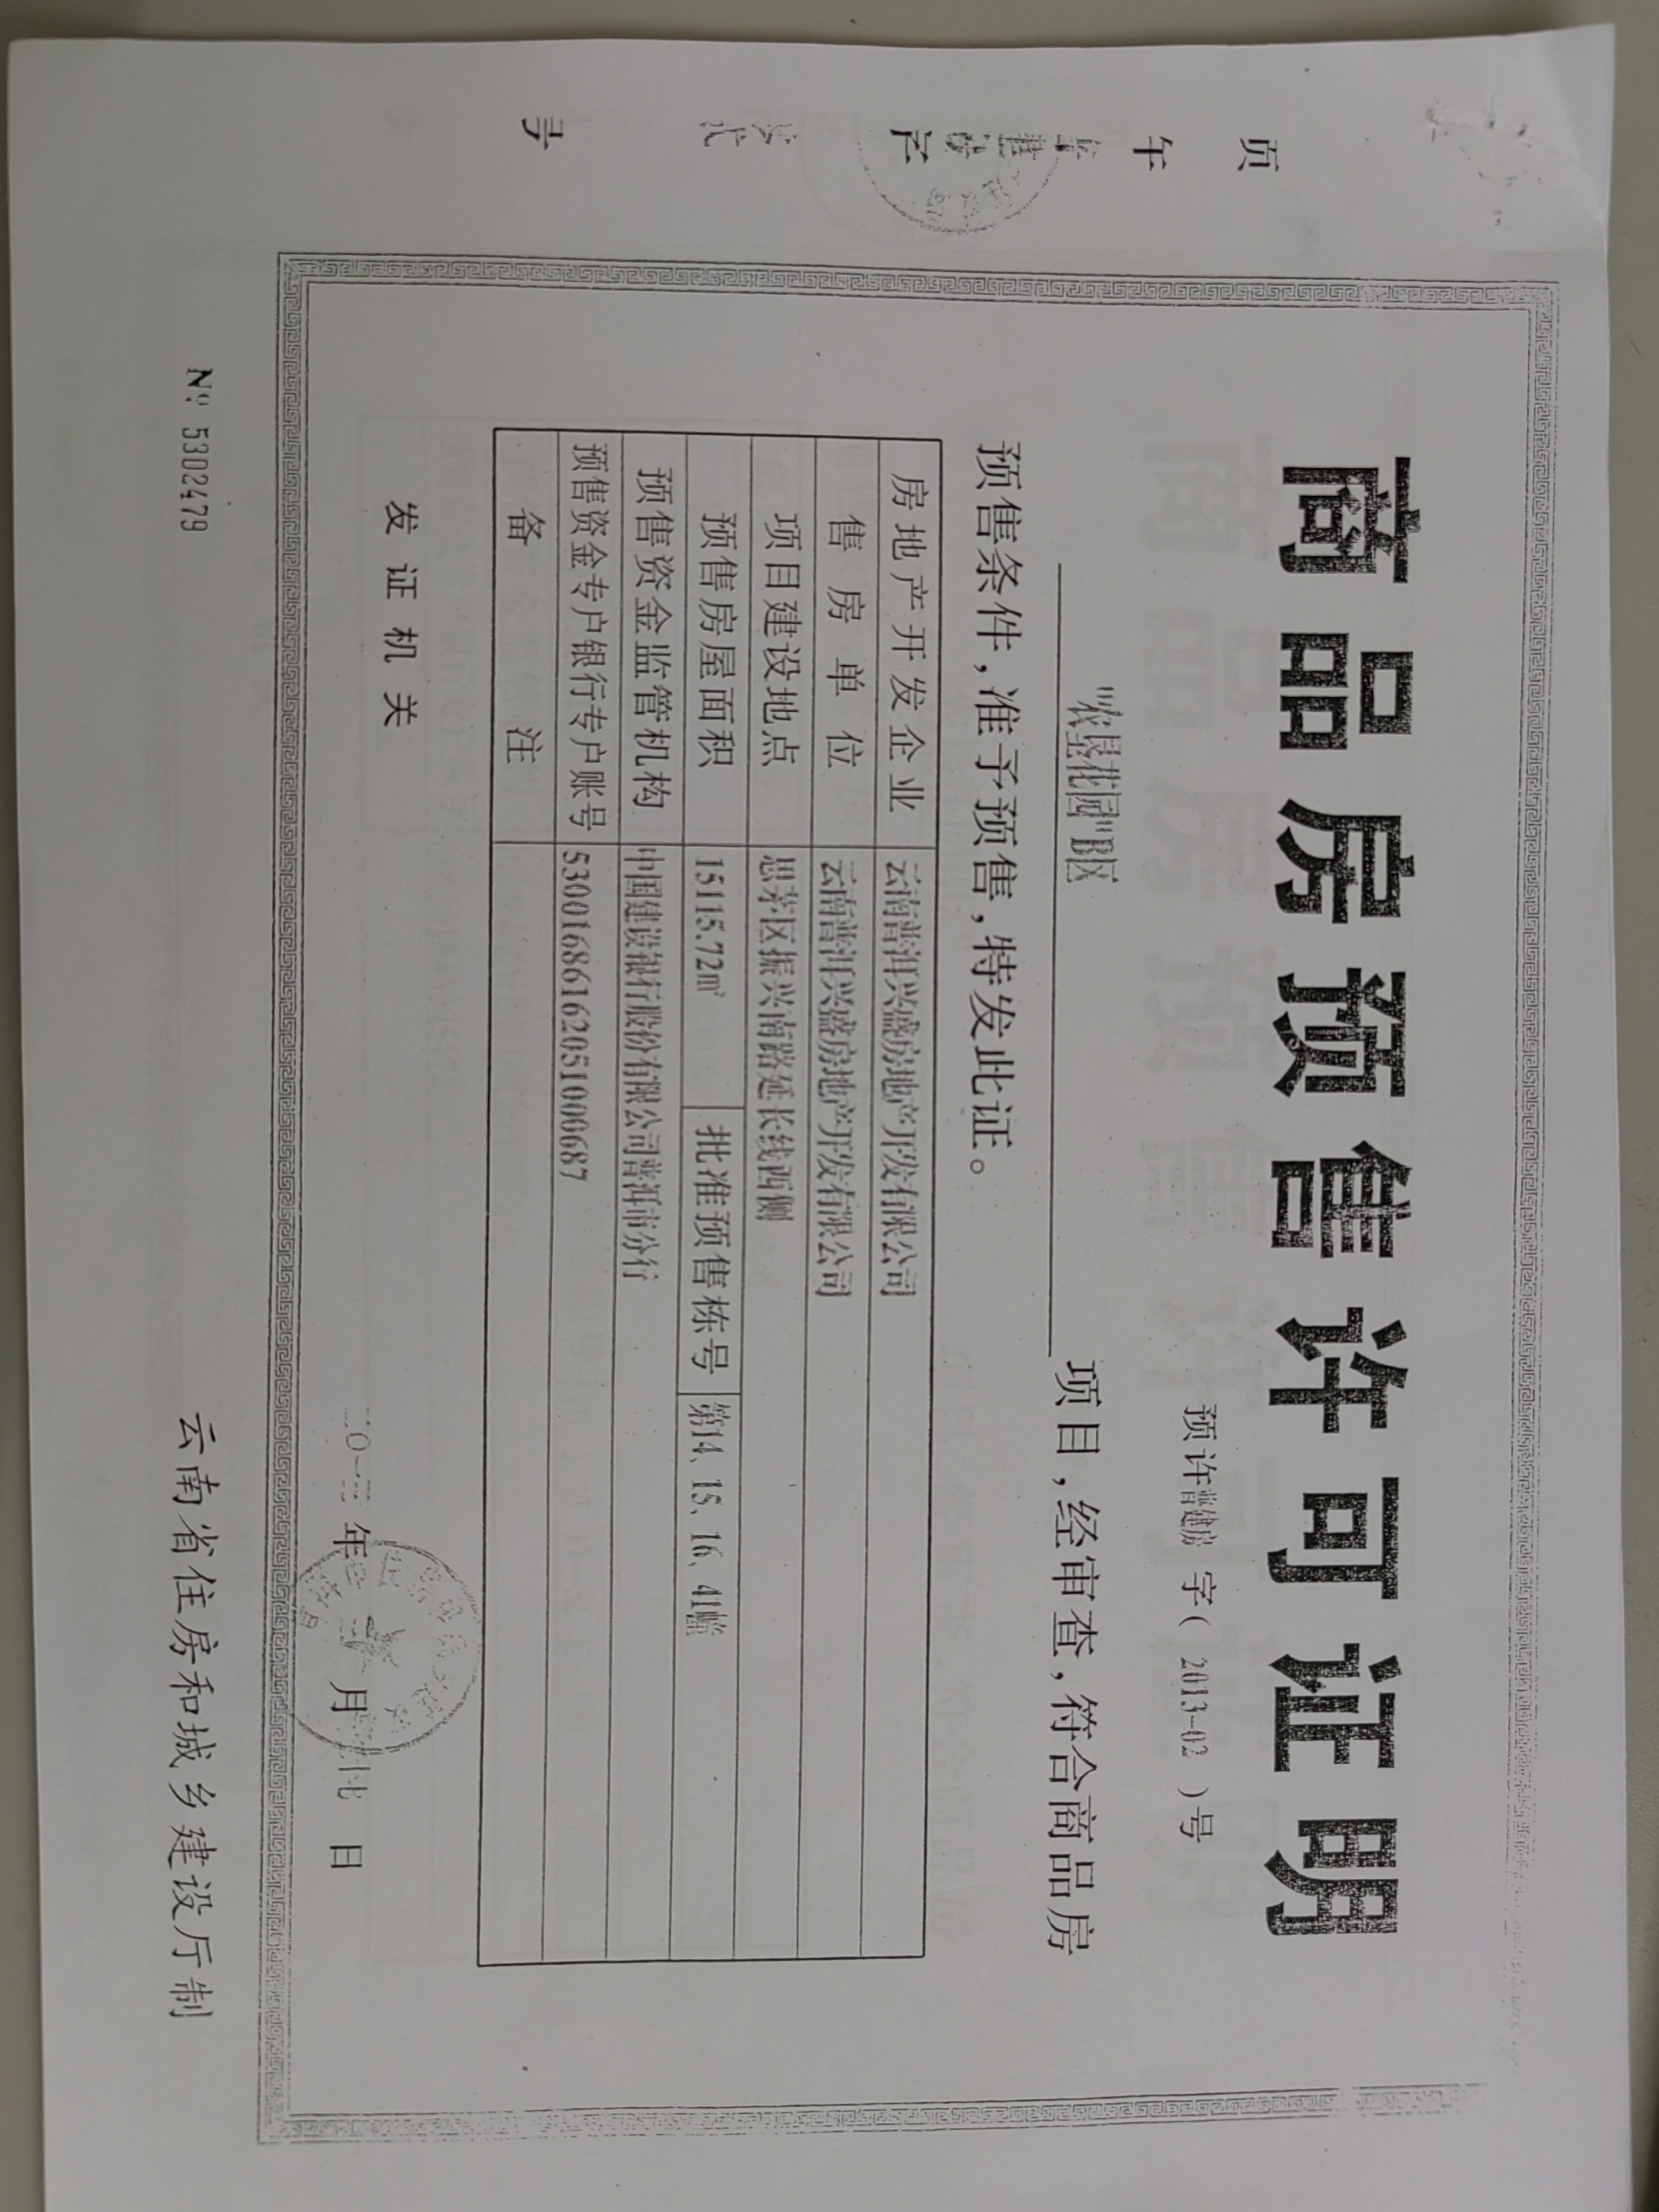 商品房预售许可证明
预许普建房字(2013-02)号
"农垦花园"B区项目,经审查,符合商品房
预售条件,准予预售,特发此证。
房地产开发企业 云南普洱兴盛房地产开发有限公司
售房单位 云南普洱兴盛房地产开发有限公司
项目建设地点 思茅区振兴南路延长线西侧
预售房屋面积 15115.72㎡ 批准预售栋号 第14、15、16、41幢
预售资金监管机构 中国建设银行股份有限公司普洱市分行
预售资金专户银行专户账号 53001686162051000687
备注
发证机关
年 月 日
№ 5302479
云南省住房和城乡建设厅制
号